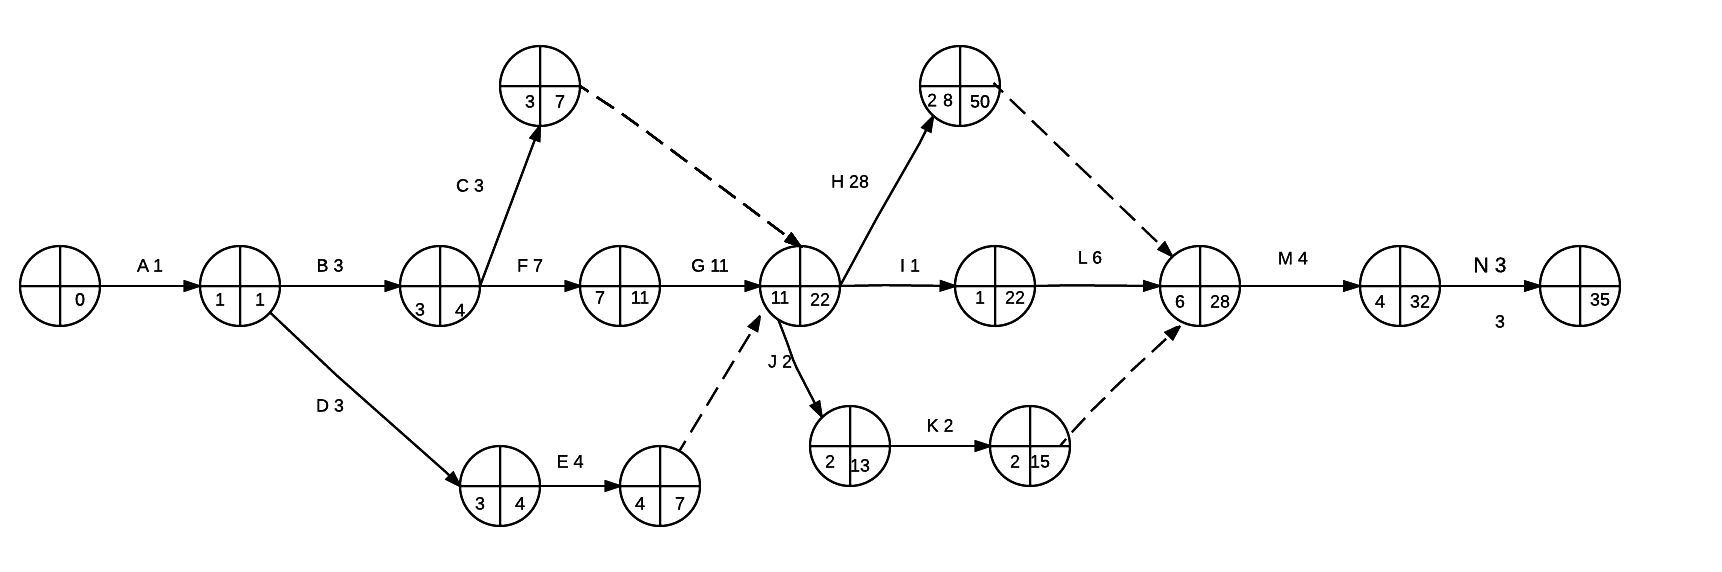 3 7
2 8 50
C 3
H 28
A 1
B 3
F 7
G 11
I 1
L 6
M 4
N 3
0
1 1
3 4
7 11
11 22
1 22
6 28
4 32
35
3
J 2
D 3
K 2
2 13
2 15
E 4
3 4
4 7